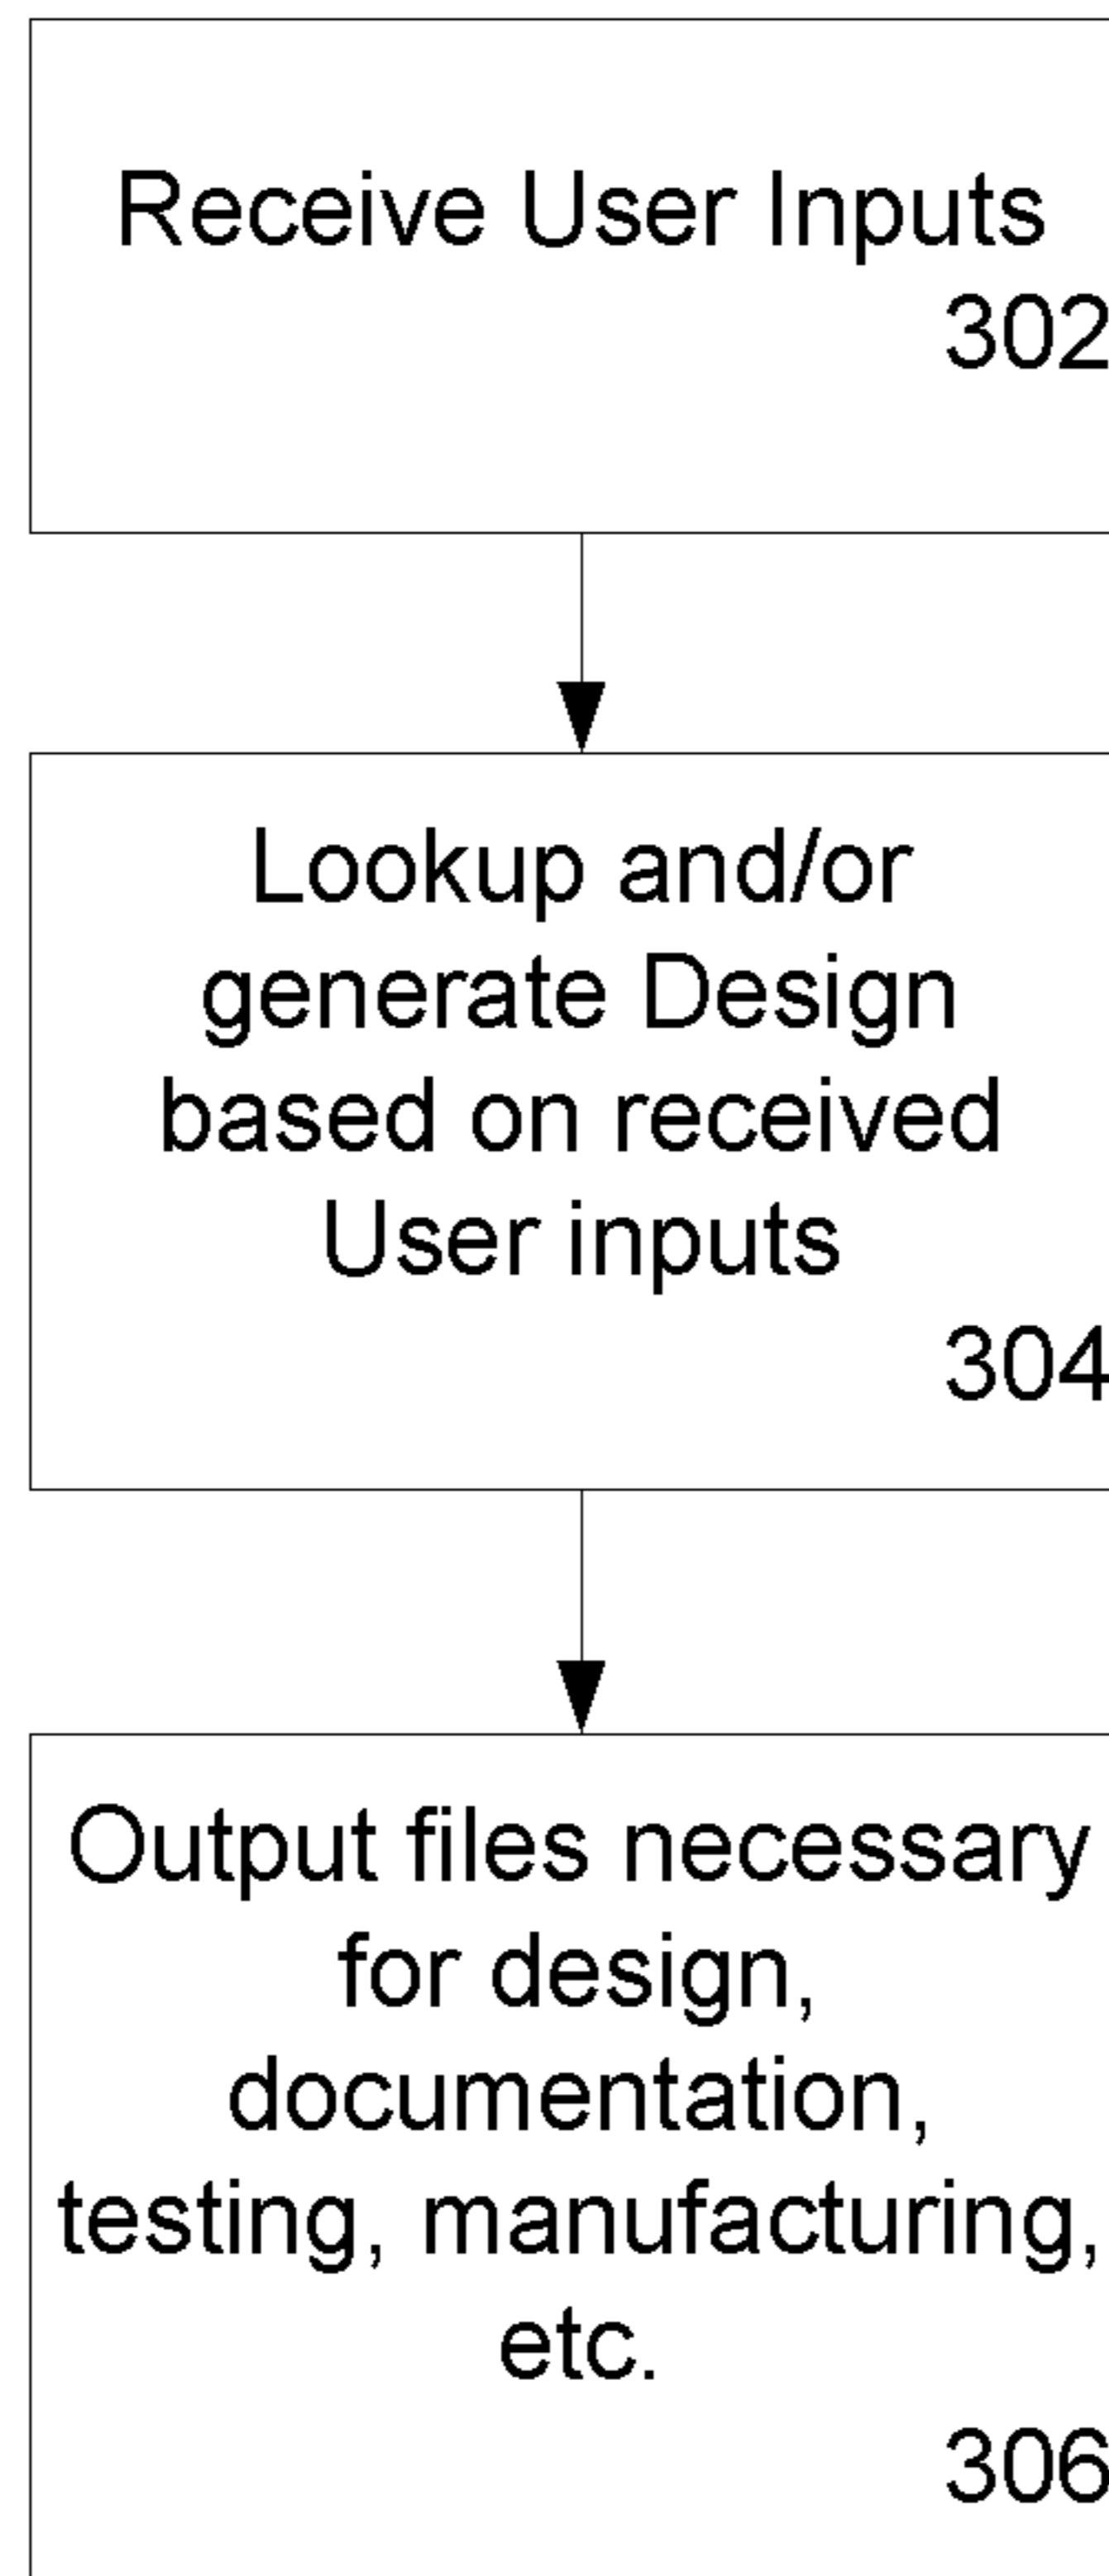 Receive User Inputs
302
Lookup and/or
generate Design
based on received
User inputs
304
Output files necessary
for design,
documentation,
testing, manufacturing,
etc.
306